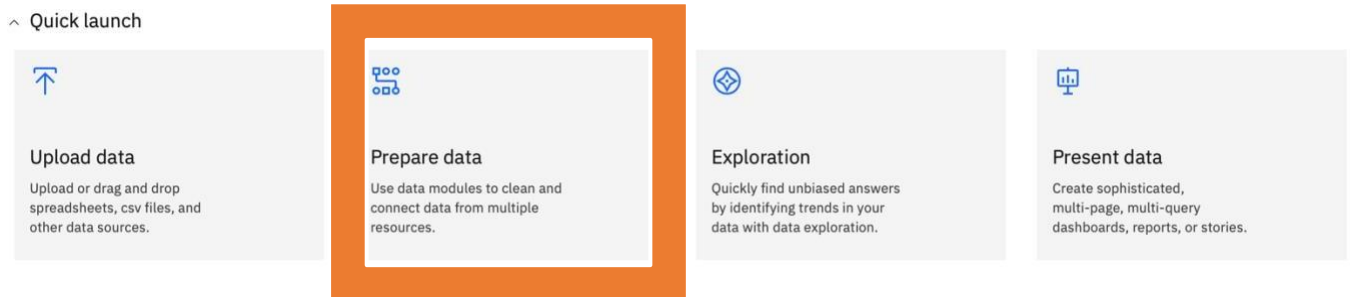 Quick launch
Upload data
Upload or drag and drop
spreadsheets, csv files, and
other data sources.
Prepare data
Use data modules to clean and
connect data from multiple
resources.
Exploration
Quickly find unbiased answers
by identifying trends in your
data with data exploration.
Present data
Create sophisticated,
multi-page, multi-query
dashboards, reports, or stories.